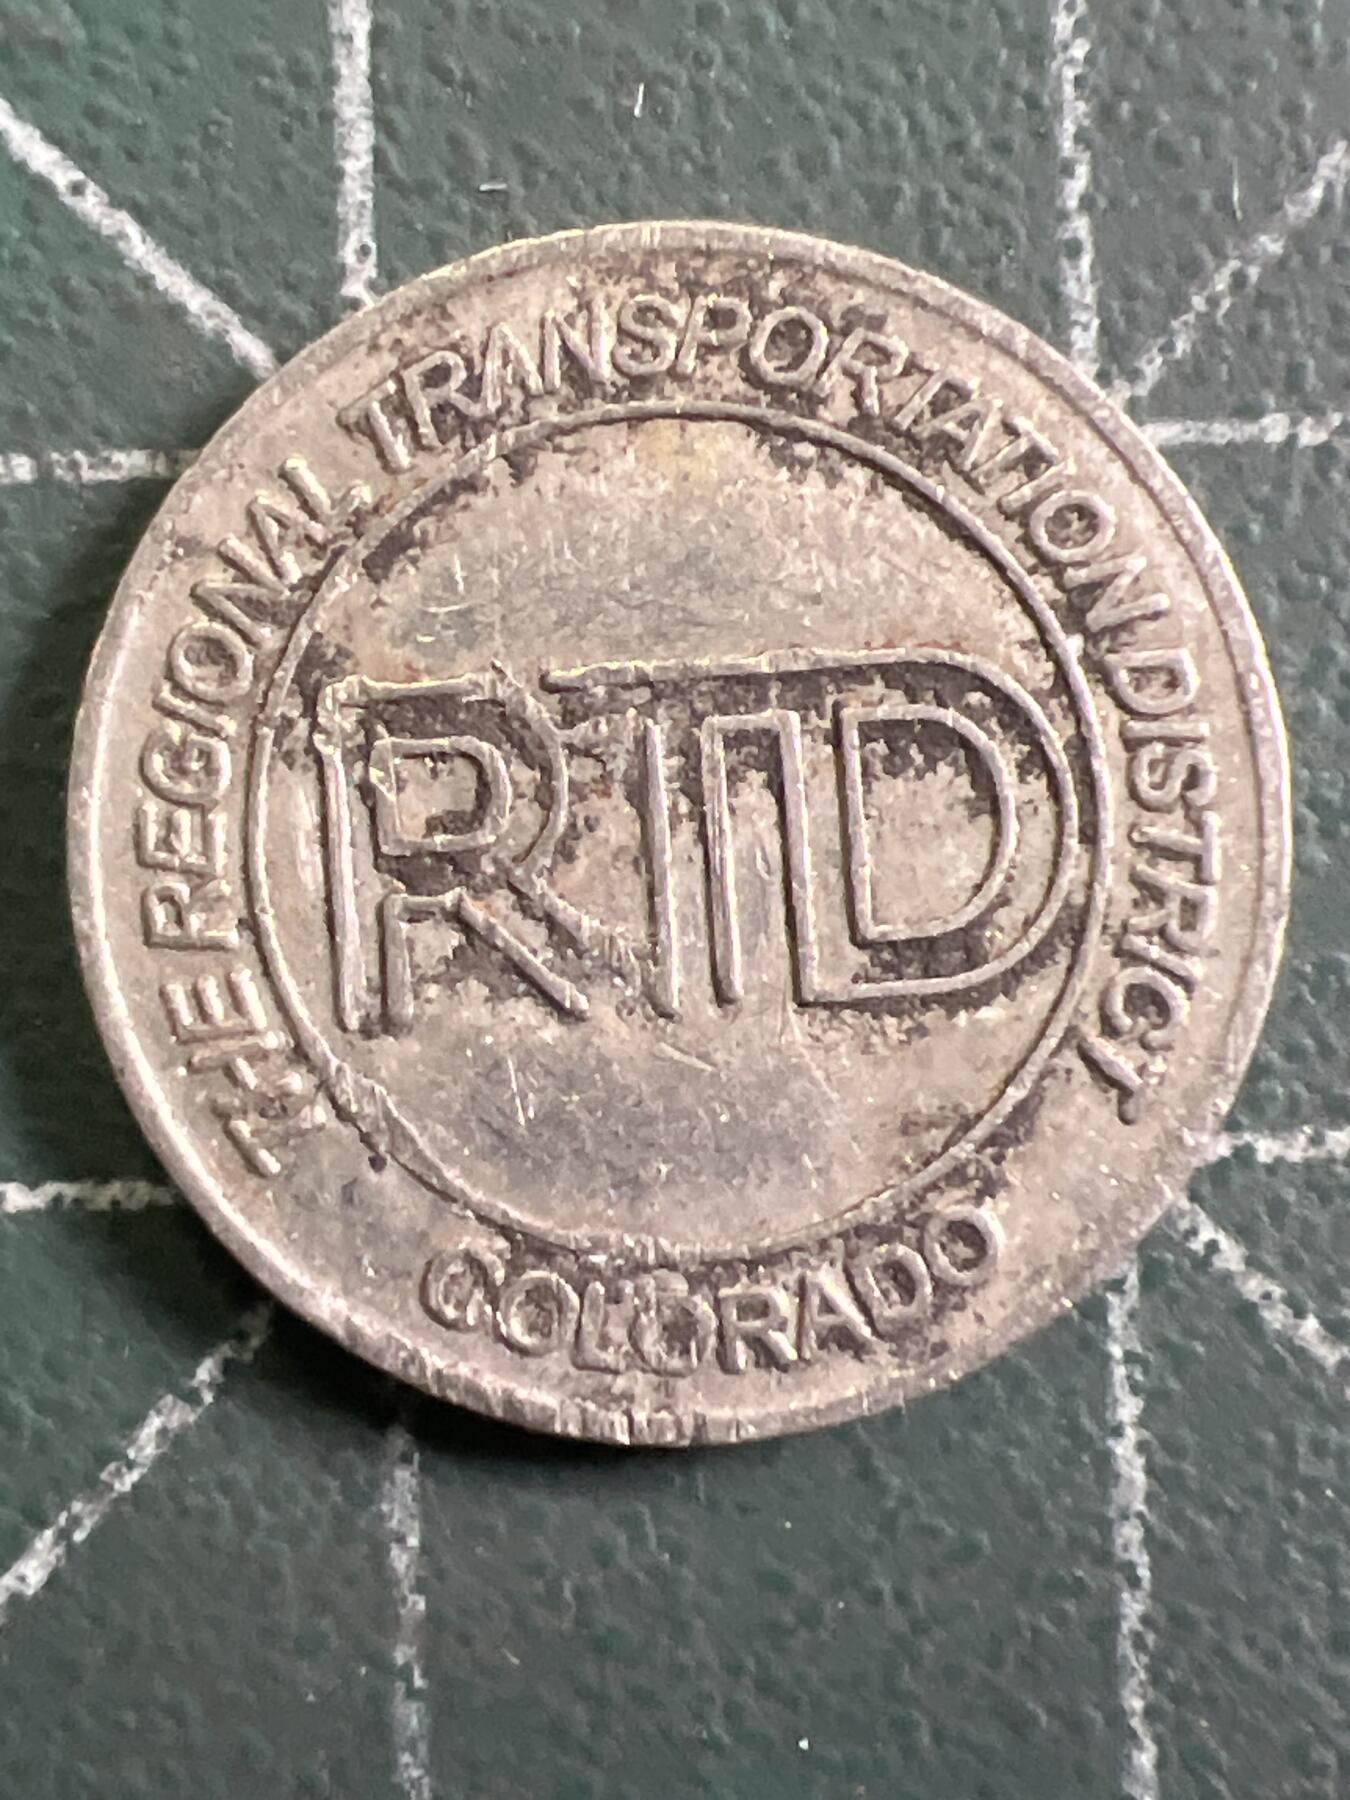 THE REGIONAL TRANSPORTATION DISTRICT
RTD
COLORADO